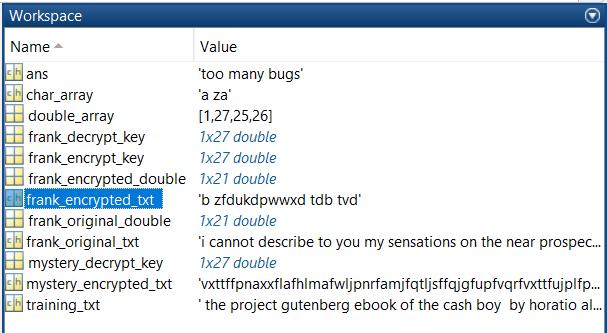 Workspace
Name Value
ans 'too many bugs'
char_array 'a za'
double_array [1,27,25,26]
frank_decrypt_key 1x27 double
frank_encrypt_key 1x27 double
frank_encrypted_double 1x21 double
frank_encrypted_txt 'b zfdukdpwwxd tdb tvd'
frank_original_double 1x21 double
frank_original_txt 'i cannot describe to you my sensations on the near prospec...
mystery_decrypt_key 1x27 double
mystery_encrypted_txt 'vxttffpnaxxflafhlmafwljpnrfamjfqtljsffqjgfupfvqrfvxttfujplfp...
training_txt ' the project gutenberg ebook of the cash boy  by horatio al...